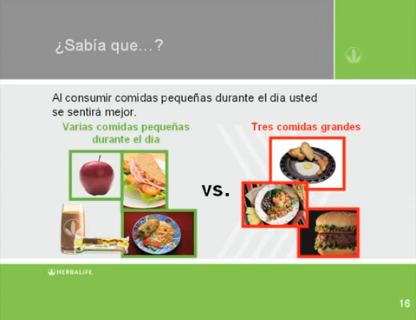 ¿Sabía que...?
Al consumir comidas pequeñas durante el día usted
se sentirá mejor.
Varias comidas pequeñas
durante el día
Tres comidas grandes
vs.
HERBALIFE
16